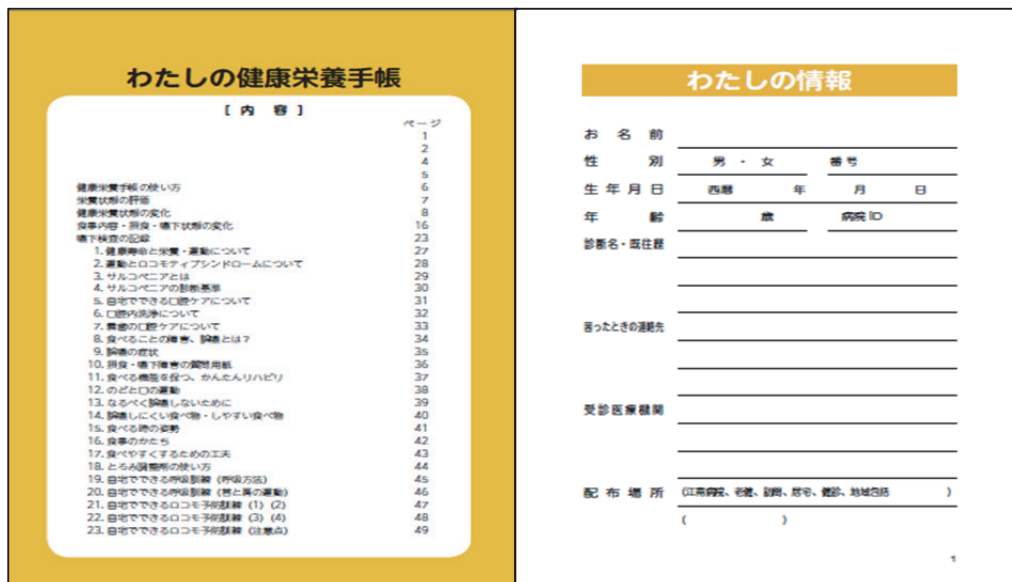 わたしの健康栄養手帳
[ 内 容 ]
ページ
1
2
4
5
健康栄養手帳の使い方 6
栄養状態の評価 7
健康栄養状態の変化 8
食事内容・摂食・嚥下状態の変化 16
嚥下検査の記録 23
1. 健康寿命と栄養・運動について 27
2. 運動とロコモティブシンドロームについて 28
3. サルコペニアとは 29
4. サルコペニアの診断基準 30
5. 自宅でできる口腔ケアについて 31
6. 口腔内洗浄について 32
7. 義歯の口腔ケアについて 33
8. 食べることの障害、誤嚥とは？ 34
9. 誤嚥の症状 35
10. 摂食・嚥下障害の質問用紙 36
11. 食べる機能を保つ、かんたんリハビリ 37
12. のどと口の運動 38
13. なるべく誤嚥しないために 39
14. 誤嚥しにくい食べ物・しやすい食べ物 40
15. 食べる時の姿勢 41
16. 食事のかたち 42
17. 食べやすくするための工夫 43
18. とろみ調整剤の使い方 44
19. 自宅でできる呼吸訓練（呼吸方法） 45
20. 自宅でできる呼吸訓練（首と肩の運動） 46
21. 自宅でできるロコモ予防訓練（1）（2） 47
22. 自宅でできるロコモ予防訓練（3）（4） 48
23. 自宅でできるロコモ予防訓練（注意点） 49
わたしの情報
お名前
性別 男・女 番号
生年月日 西暦 年 月 日
年齢 歳 病院ID
診断名・既往歴
困ったときの連絡先
受診医療機関
配布場所 （江南病院、老健、訪問、居宅、健診、地域包括 ）
（ ）
1